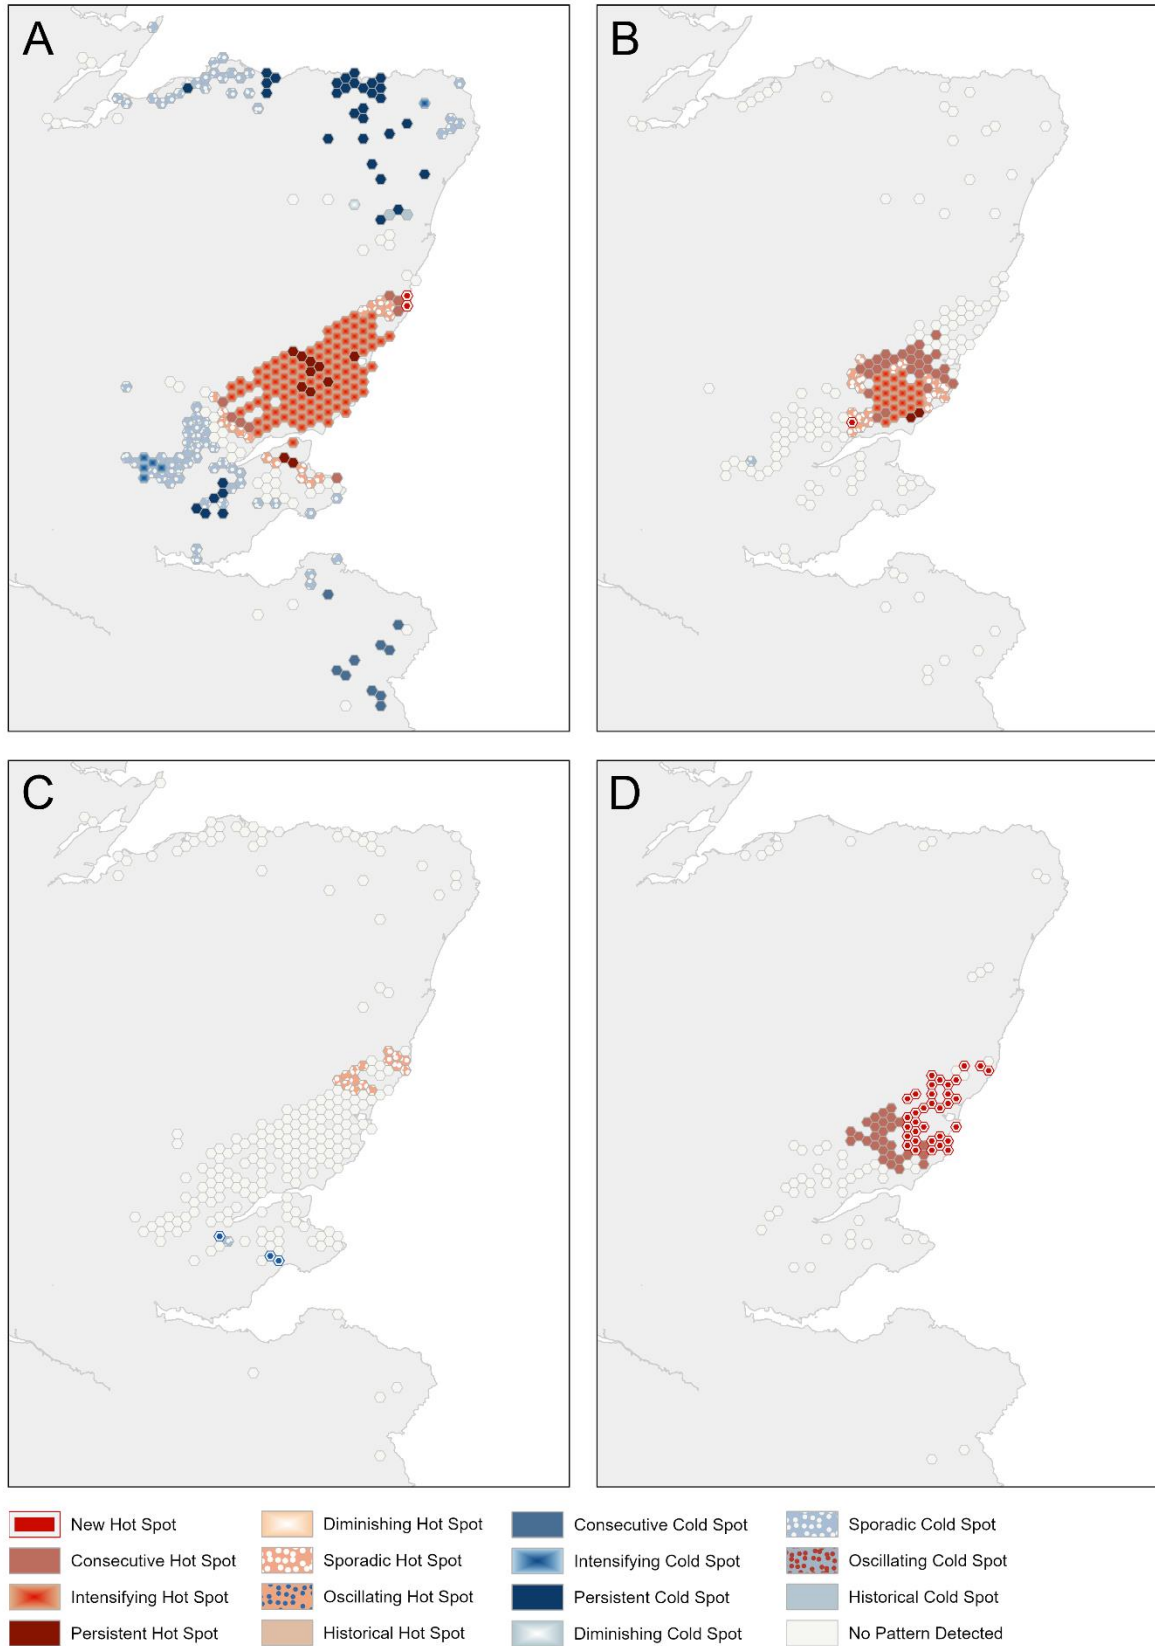 A
B
C
D
New Hot Spot
Diminishing Hot Spot
Consecutive Cold Spot
Sporadic Cold Spot
Consecutive Hot Spot
Sporadic Hot Spot
Intensifying Cold Spot
Oscillating Cold Spot
Intensifying Hot Spot
Oscillating Hot Spot
Persistent Cold Spot
Historical Cold Spot
Persistent Hot Spot
Historical Hot Spot
Diminishing Cold Spot
No Pattern Detected